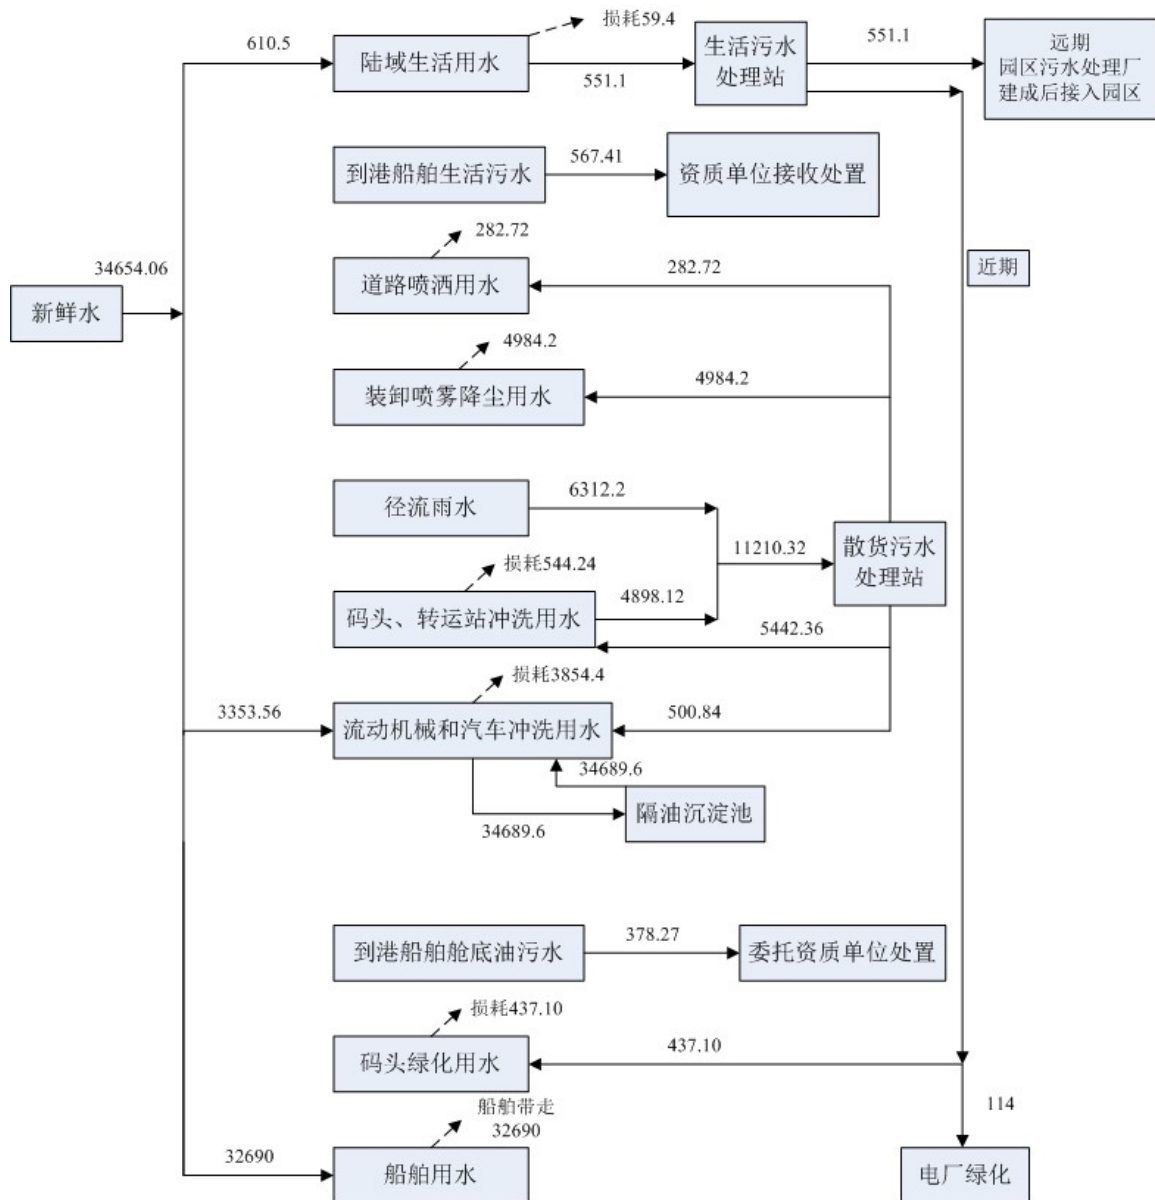 损耗59.4
610.5
陆域生活用水
551.1
生活污水
处理站
551.1
远期
园区污水处理厂
建成后接入园区
到港船舶生活污水
567.41
资质单位接收处置
282.72
34654.06
新鲜水
道路喷洒用水
282.72
近期
4984.2
装卸喷雾降尘用水
4984.2
径流雨水
6312.2
11210.32
散货污水
处理站
损耗544.24
码头、转运站冲洗用水
4898.12
5442.36
损耗3854.4
3353.56
流动机械和汽车冲洗用水
500.84
34689.6
34689.6
隔油沉淀池
到港船舶舱底油污水
378.27
委托资质单位处置
损耗437.10
码头绿化用水
437.10
114
船舶带走
32690
32690
船舶用水
电厂绿化